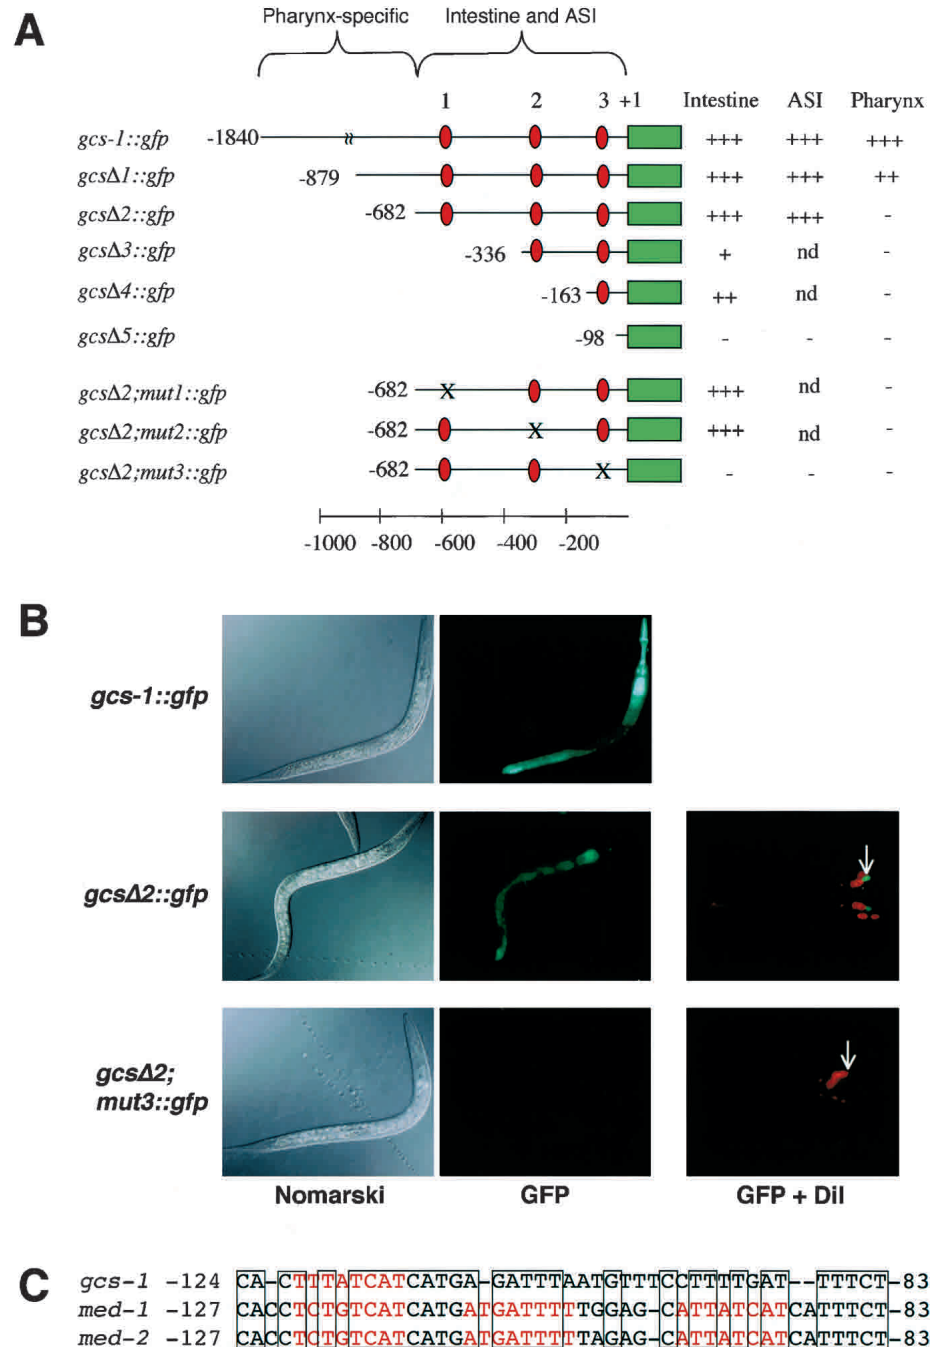 A
Pharynx-specific Intestine and ASI
1 2 3 +1 Intestine ASI Pharynx
gcs-1::gfp -1840 +++ +++ +++
gcsΔ1::gfp -879 +++ +++ ++
gcsΔ2::gfp -682 +++ +++ -
gcsΔ3::gfp -336 + nd -
gcsΔ4::gfp -163 ++ nd -
gcsΔ5::gfp -98 - - -
gcsΔ2;mut1::gfp -682 X +++ nd -
gcsΔ2;mut2::gfp -682 X +++ nd -
gcsΔ2;mut3::gfp -682 X - - -
-1000 -800 -600 -400 -200
B
gcs-1::gfp
gcsΔ2::gfp
gcsΔ2;
mut3::gfp
Nomarski GFP GFP + DiI
C
gcs-1 -124 CA-CTTTATCATCATGA-GATTTAATGTTTCCTTTTGAT--TTTCT-83
med-1 -127 CACCTCTGTCATCATGATGATTTTTGGAG-CATTATCATCATTTCT-83
med-2 -127 CACCTCTGTCATCATGATGATTTTTAGAG-CATTATCATCATTTCT-83